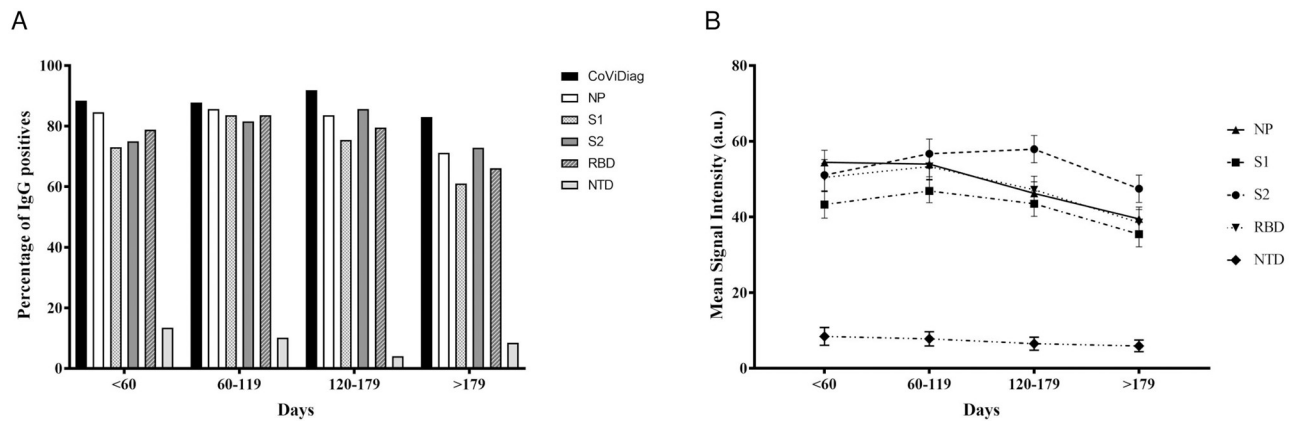 A
Percentage of IgG positives
100
80
60
40
20
0
<60
60-119
120-179
>179
Days
CoViDiag
NP
S1
S2
RBD
NTD
B
Mean Signal Intensity (a.u.)
80
60
40
20
0
<60
60-119
120-179
>179
Days
NP
S1
S2
RBD
NTD